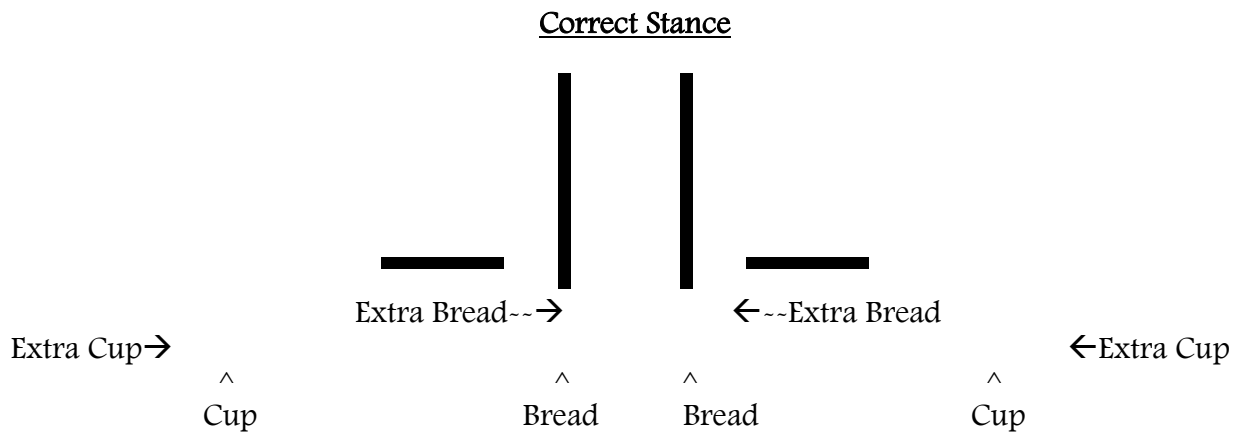 Correct Stance
Extra Bread--→ ←--Extra Bread
Extra Cup→ ←Extra Cup
^ ^ ^ ^
Cup Bread Bread Cup